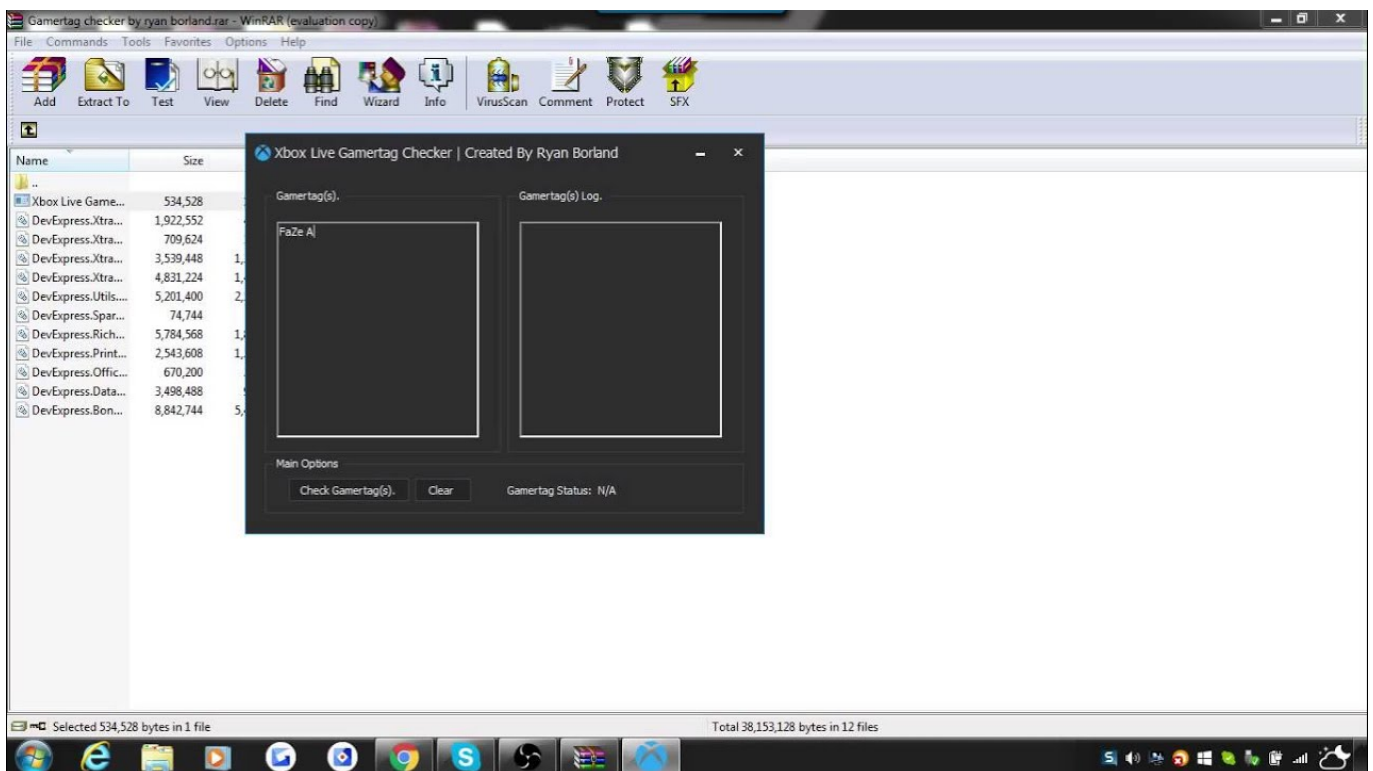 Gamertag checker by ryan borland.rar - WinRAR (evaluation copy)
File Commands Tools Favorites Options Help
Add Extract To Test View Delete Find Wizard Info VirusScan Comment Protect SFX
Name Size
..
Xbox Live Game... 534,528
DevExpress.Xtra... 1,922,552
DevExpress.Xtra... 709,624
DevExpress.Xtra... 3,539,448 1,
DevExpress.Xtra... 4,831,224 1,
DevExpress.Utils.... 5,201,400 2,
DevExpress.Spar... 74,744
DevExpress.Rich... 5,784,568 1,
DevExpress.Print... 2,543,608 1,
DevExpress.Offic... 670,200
DevExpress.Data... 3,498,488
DevExpress.Bon... 8,842,744 5,
Xbox Live Gamertag Checker | Created By Ryan Borland
Gamertag(s). Gamertag(s) Log.
FaZe A
Main Options
Check Gamertag(s). Clear Gamertag Status: N/A
Selected 534,528 bytes in 1 file Total 38,153,128 bytes in 12 files